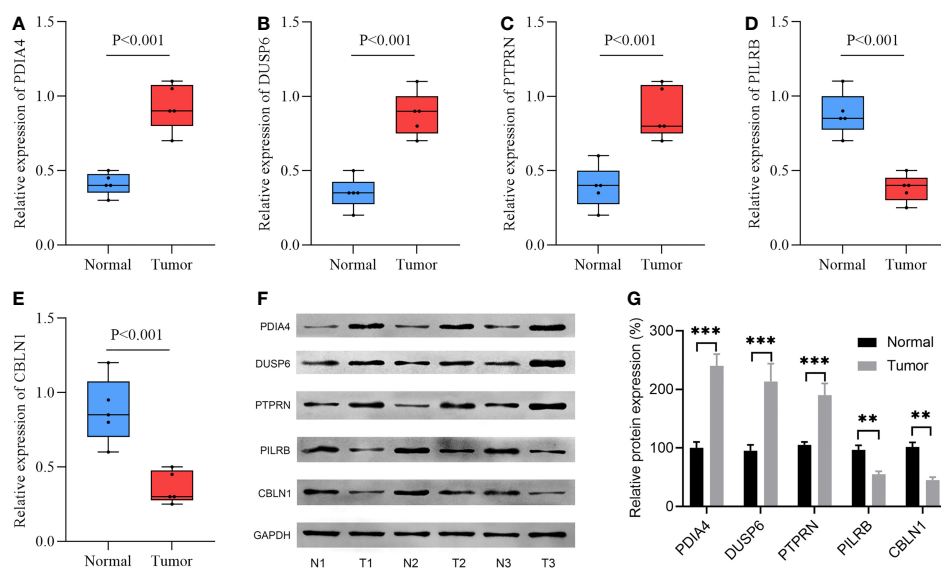 A
Relative expression of PDIA4
1.5
1.0
0.5
0.0
P<0.001
Normal Tumor
B
Relative expression of DUSP6
1.5
1.0
0.5
0.0
P<0.001
Normal Tumor
C
Relative expression of PTPRN
1.5
1.0
0.5
0.0
P<0.001
Normal Tumor
D
Relative expression of PILRB
1.5
1.0
0.5
0.0
P<0.001
Normal Tumor
E
Relative expression of CBLN1
1.5
1.0
0.5
0.0
P<0.001
Normal Tumor
F
PDIA4
DUSP6
PTPRN
PILRB
CBLN1
GAPDH
N1 T1 N2 T2 N3 T3
G
Relative protein expression (%)
300
200
100
0
*** *** *** ** **
Normal
Tumor
PDIA4 DUSP6 PTPRN PILRB CBLN1